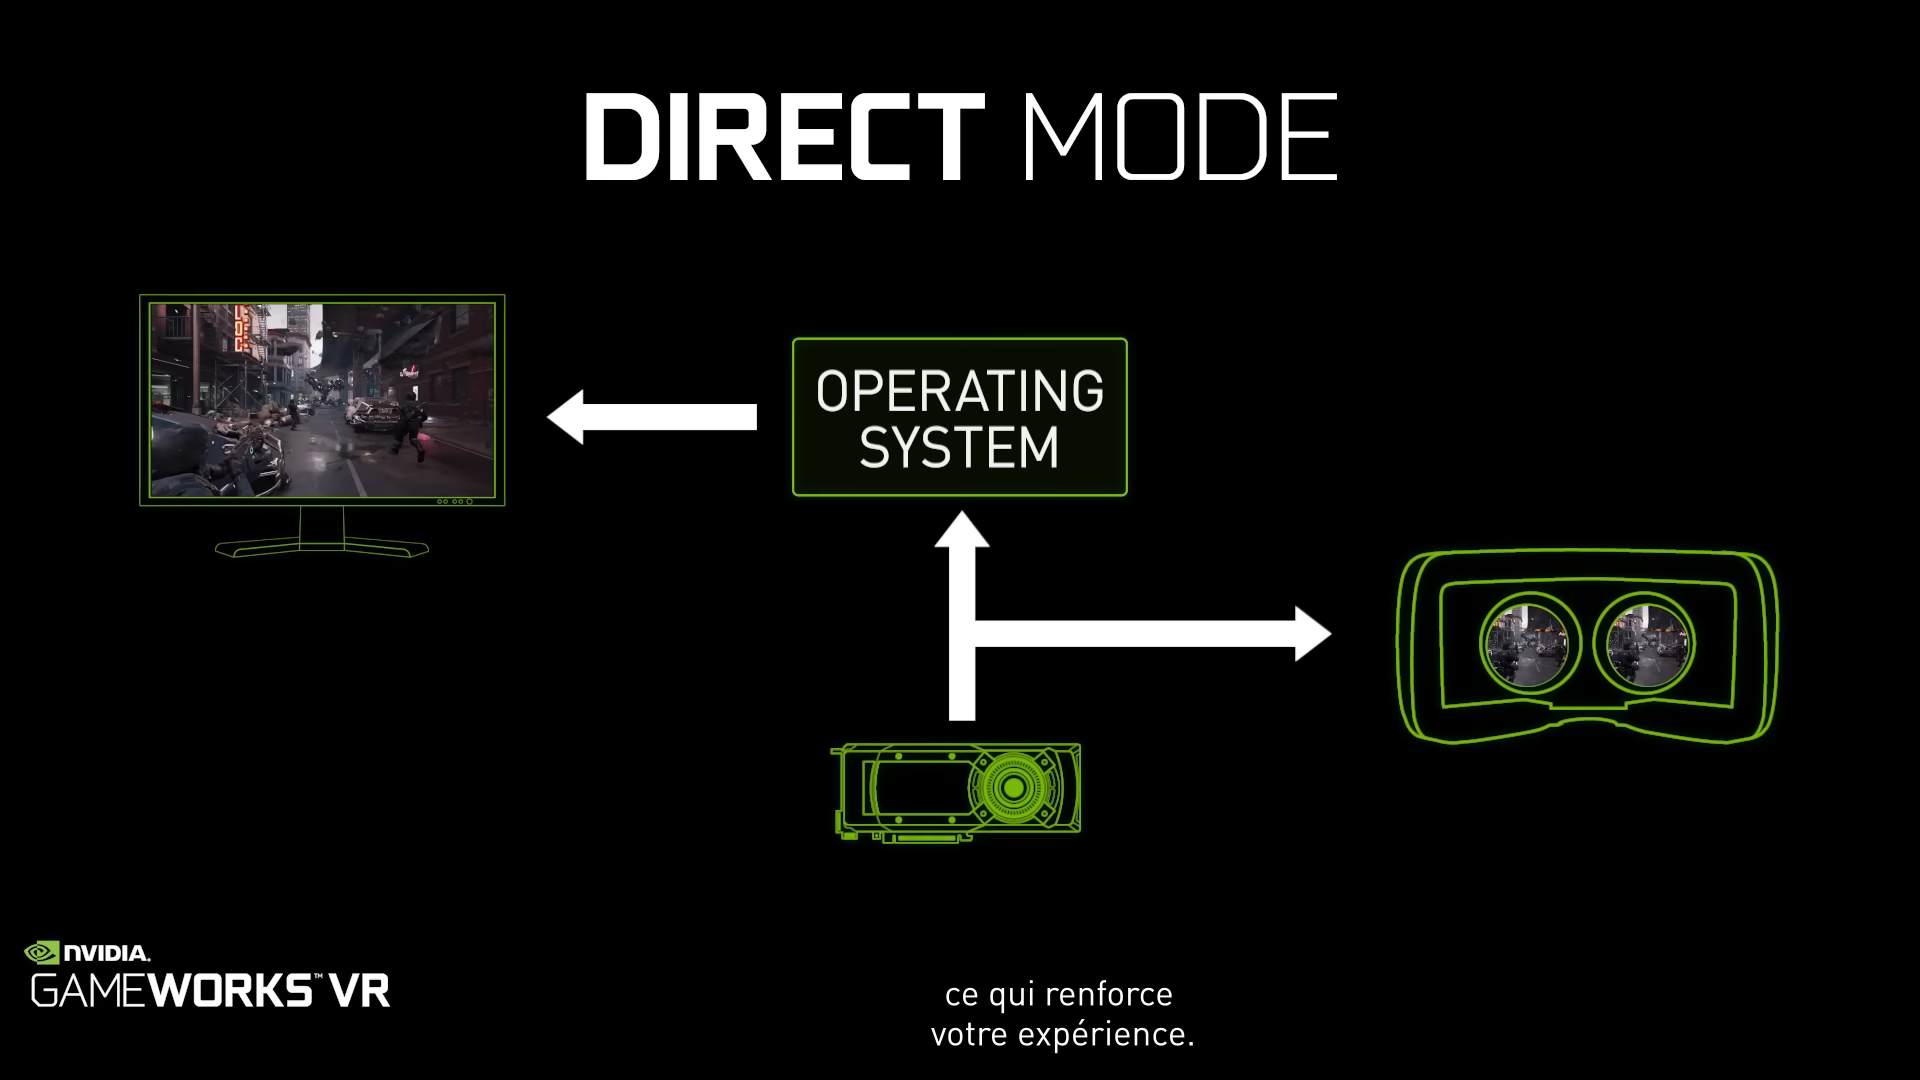 DIRECT MODE
OPERATING
SYSTEM
NVIDIA.
GAMEWORKS™ VR
ce qui renforce
votre expérience.